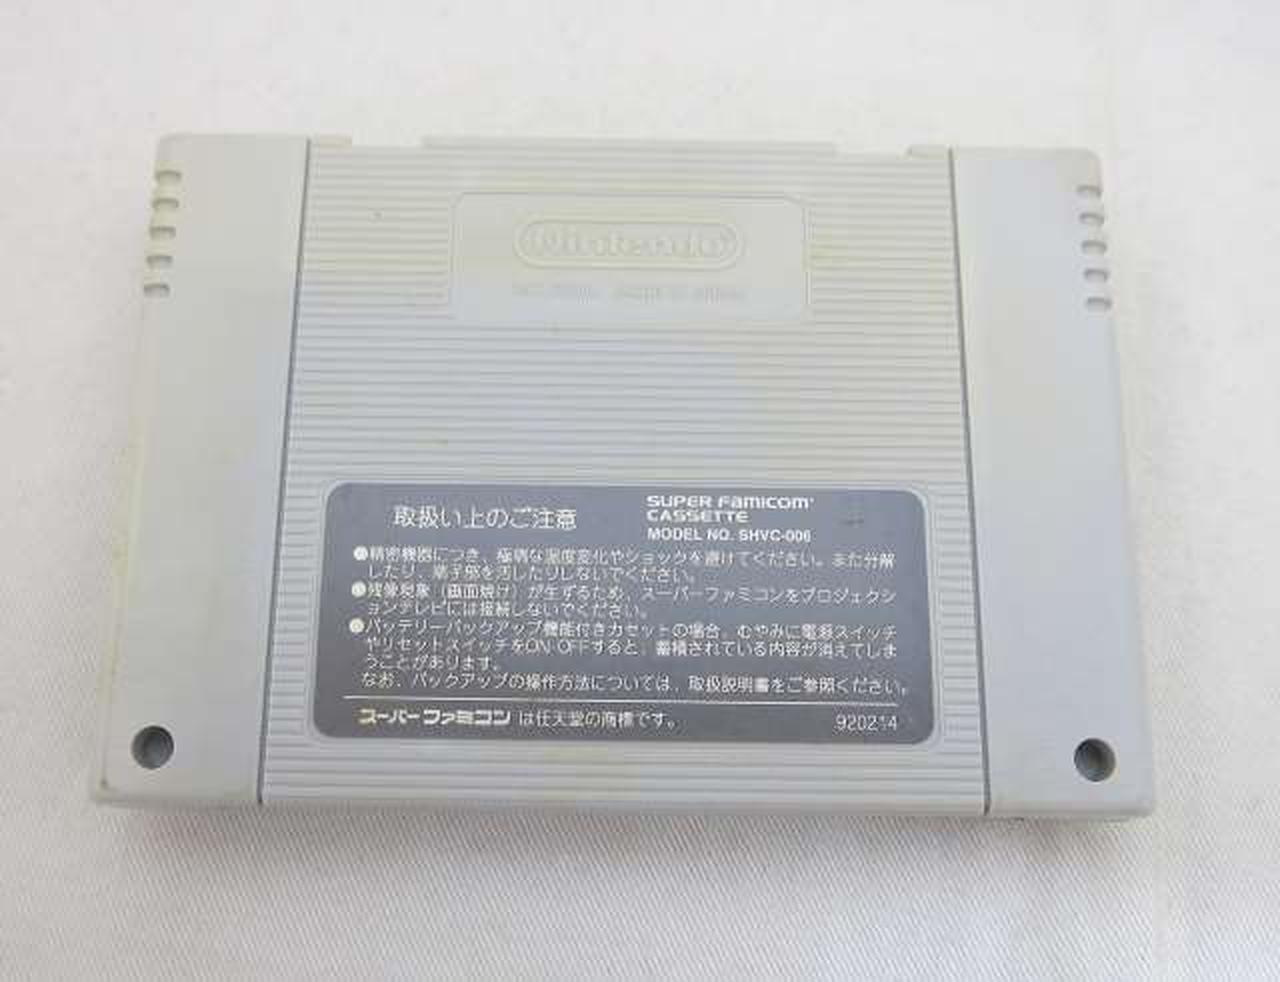 Nintendo
取扱い上のご注意
SUPER FAMICOM
CASSETTE
MODEL NO. SHVC-006
●精密機器につき、極端な温度変化やショックを避けてください。また分解
したり、端子部を汚したりしないでください。
●残像現象（画面焼け）が生ずるため、スーパーファミコンをプロジェクシ
ョンテレビには接続しないでください。
●バッテリーバックアップ機能付きカセットの場合、むやみに電源スイッチ
やリセットスイッチをON・OFFすると、蓄積されている内容が消えてしま
うことがあります。
なお、バックアップの操作方法については、取扱説明書をご参照ください。
スーパーファミコンは任天堂の商標です。
920214